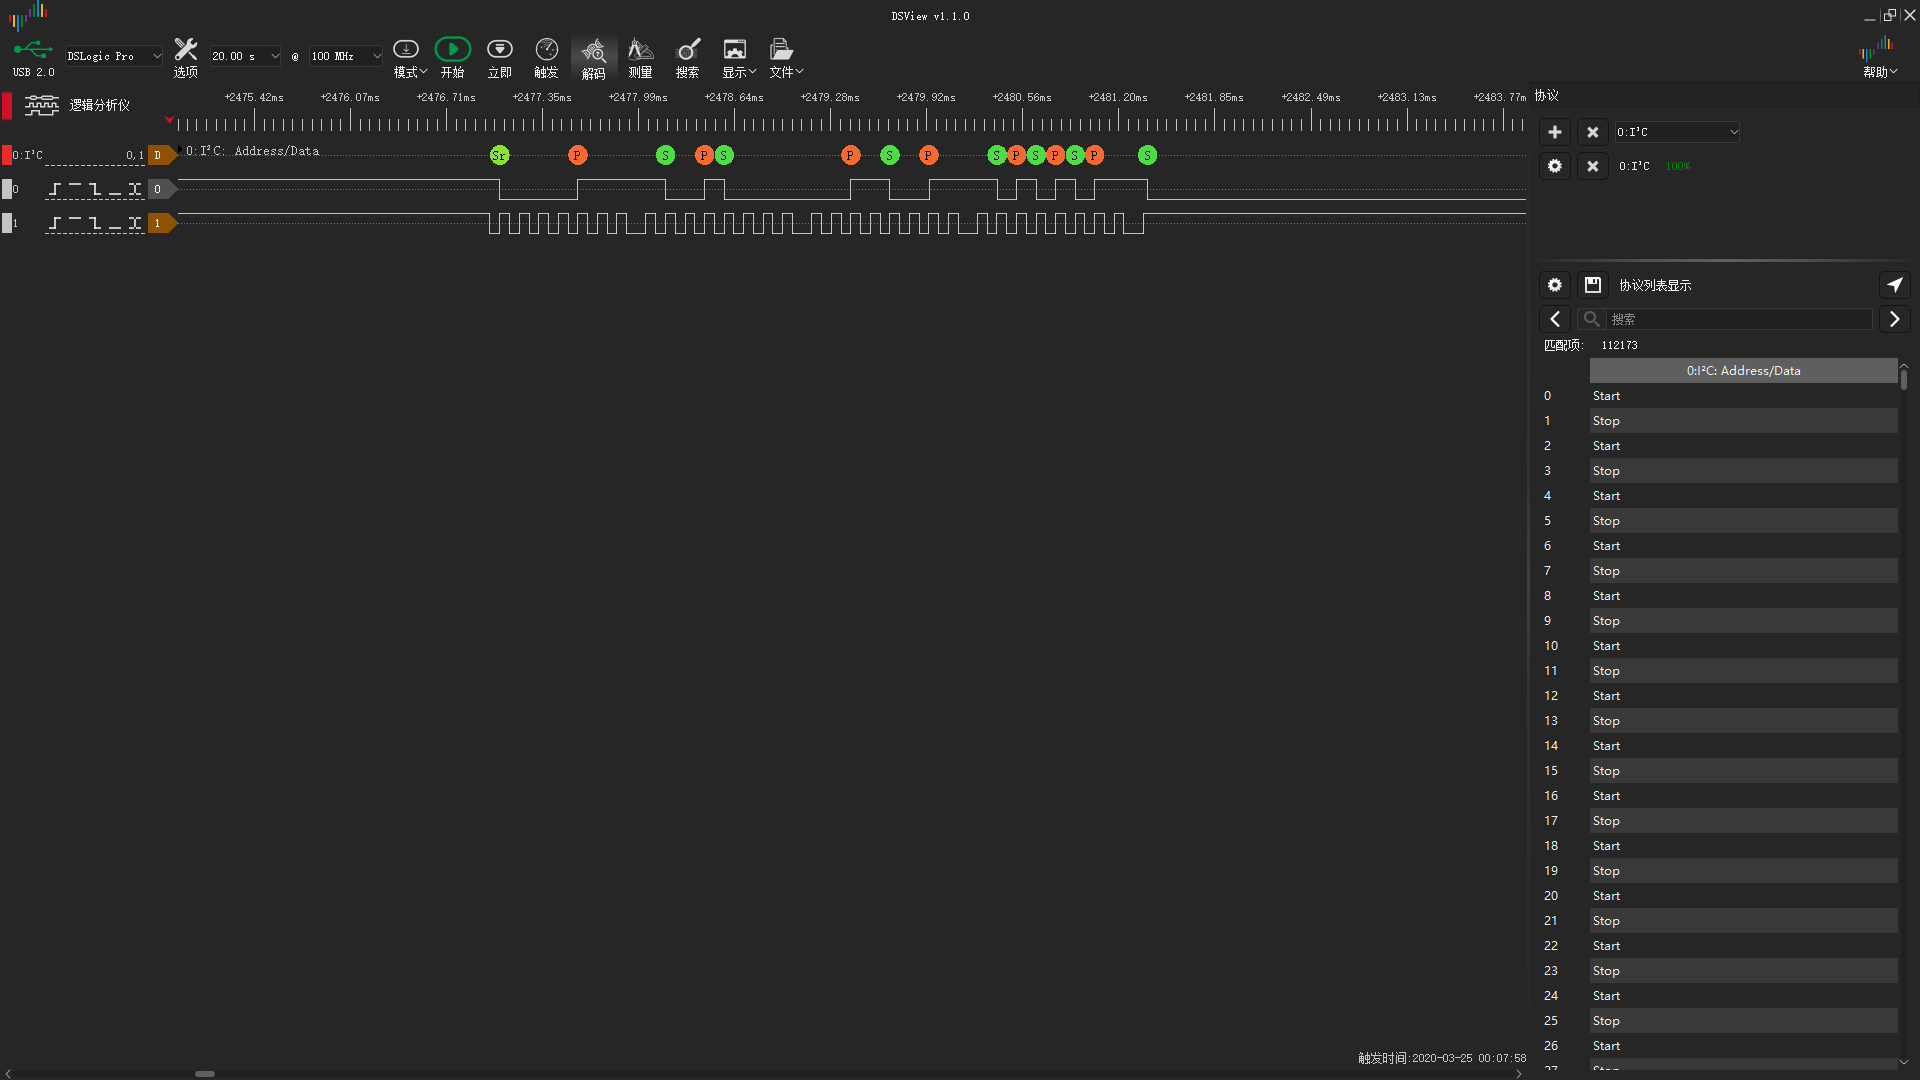 DSView v1.1.0
USB 2.0
DSLogic Pro
选项
20.00 s
@
100 MHz
模式
开始
立即
触发
解码
测量
搜索
显示
文件
帮助
逻辑分析仪
+2475.42ms +2476.07ms +2476.71ms +2477.35ms +2477.99ms +2478.64ms +2479.28ms +2479.92ms +2480.56ms +2481.20ms +2481.85ms +2482.49ms +2483.13ms +2483.77m
0:I²C 0,1 D 0:I²C: Address/Data Sr P S P S P S P S P S P S P S
0 0
1 1
触发时间:2020-03-25 00:07:58
协议
0:I²C
0:I²C 100%
协议列表显示
搜索
匹配项: 112173
0:I²C: Address/Data
0 Start
1 Stop
2 Start
3 Stop
4 Start
5 Stop
6 Start
7 Stop
8 Start
9 Stop
10 Start
11 Stop
12 Start
13 Stop
14 Start
15 Stop
16 Start
17 Stop
18 Start
19 Stop
20 Start
21 Stop
22 Start
23 Stop
24 Start
25 Stop
26 Start
27 Stop